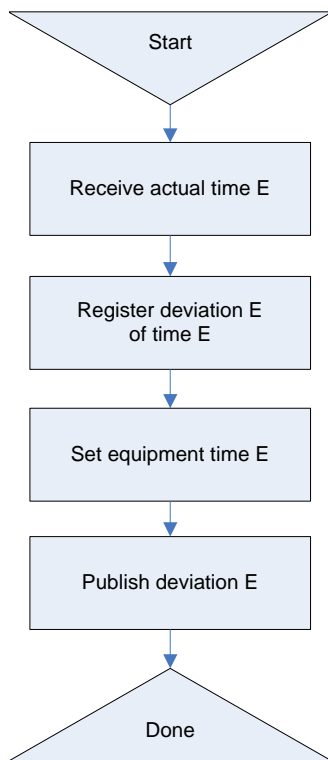 Start
Receive actual time E
Register deviation E
of time E
Set equipment time E
Publish deviation E
Done